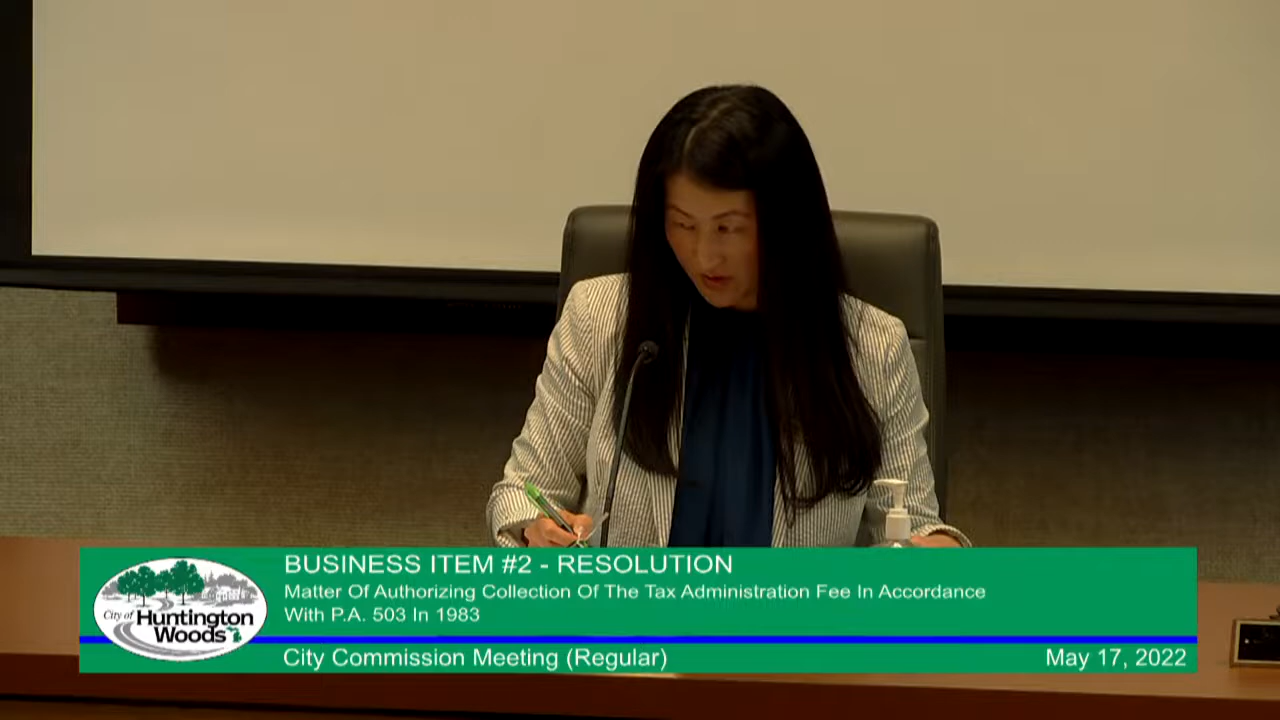 BUSINESS ITEM #2 - RESOLUTION
Matter Of Authorizing Collection Of The Tax Administration Fee In Accordance
With P.A. 503 In 1983
City of
Huntington
Woods
City Commission Meeting (Regular)
May 17, 2022